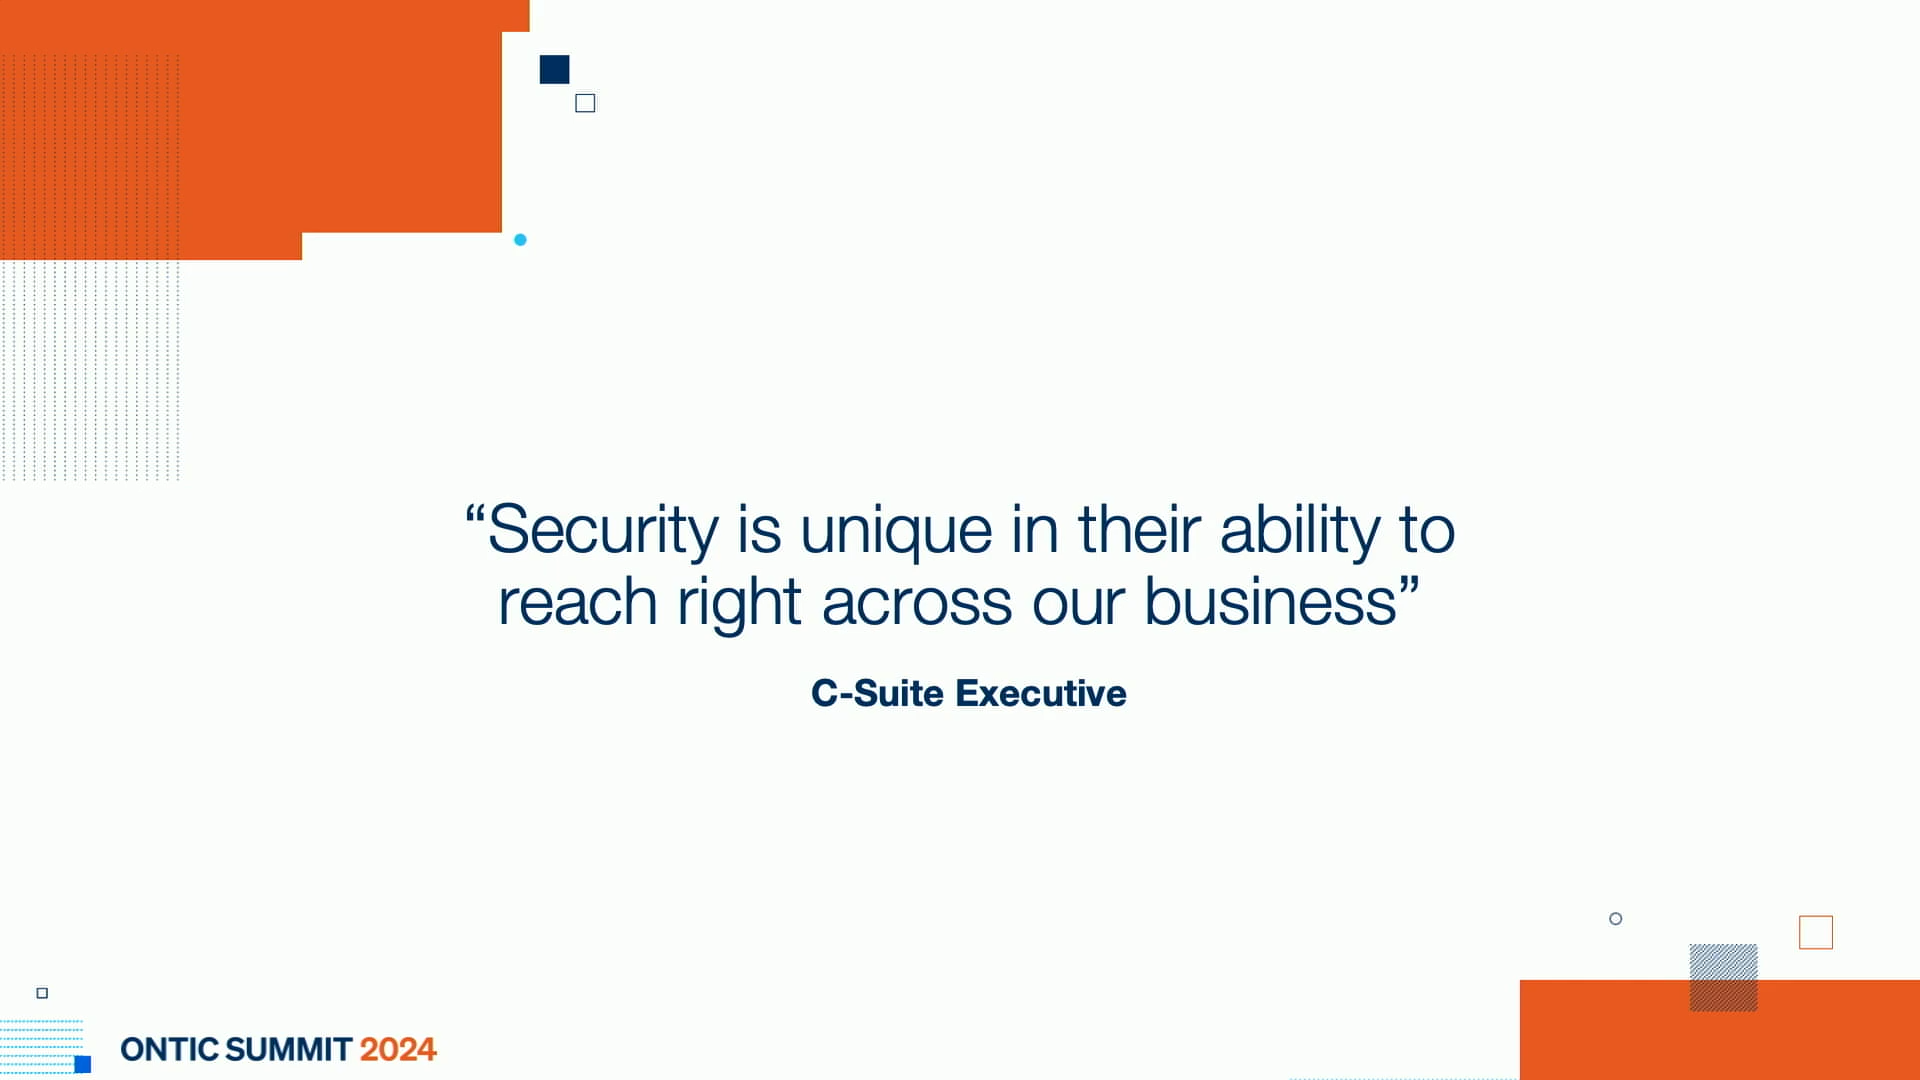 “Security is unique in their ability to
reach right across our business”
C-Suite Executive
ONTIC SUMMIT 2024